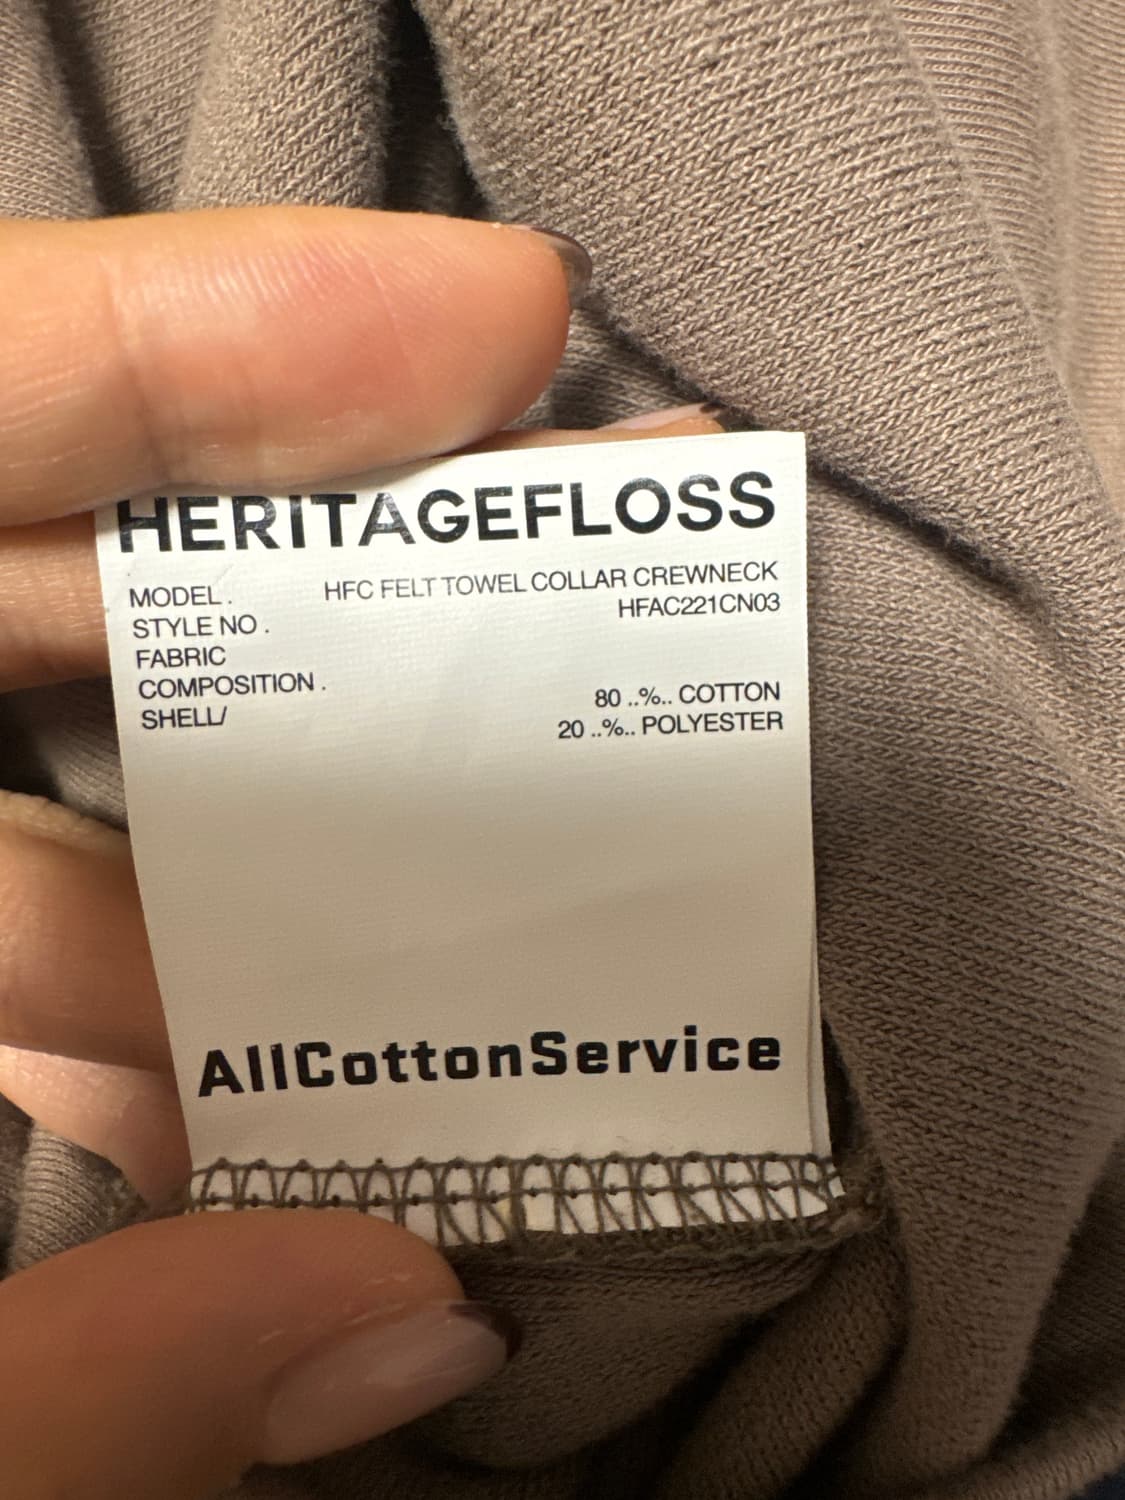 HERITAGEFLOSS
MODEL . HFC FELT TOWEL COLLAR CREWNECK
STYLE NO . HFAC221CN03
FABRIC
COMPOSITION . 80 ..%.. COTTON
SHELL/ 20 ..%.. POLYESTER
AllCottonService